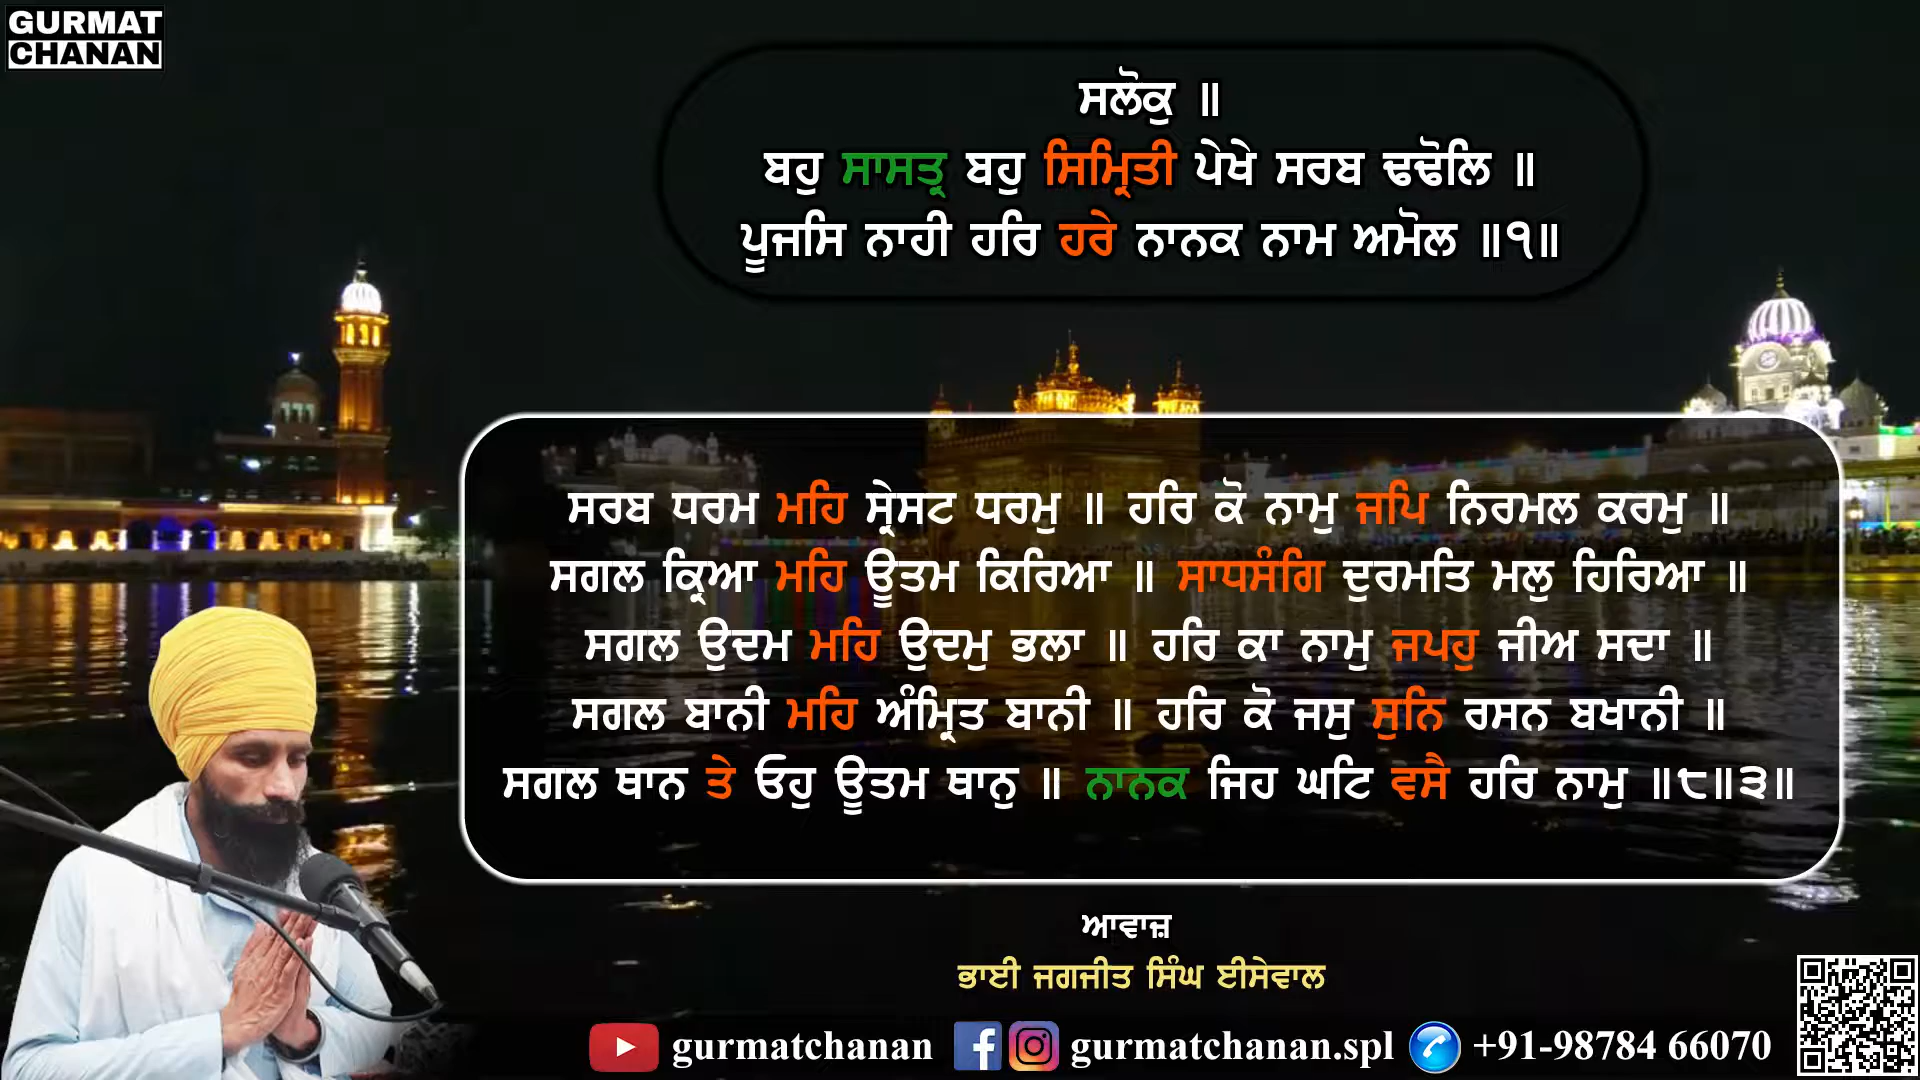 GURMAT
CHANAN
ਸਲੋਕੁ ॥
ਬਹੁ ਸਾਸਤ੍ਰ ਬਹੁ ਸਿਮ੍ਰਿਤੀ ਪੇਖੇ ਸਰਬ ਢਢੋਲਿ ॥
ਪੂਜਸਿ ਨਾਹੀ ਹਰਿ ਹਰੇ ਨਾਨਕ ਨਾਮ ਅਮੋਲ ॥੧॥
ਸਰਬ ਧਰਮ ਮਹਿ ਸ੍ਰੇਸਟ ਧਰਮੁ ॥ ਹਰਿ ਕੋ ਨਾਮੁ ਜਪਿ ਨਿਰਮਲ ਕਰਮੁ ॥
ਸਗਲ ਕ੍ਰਿਆ ਮਹਿ ਊਤਮ ਕਿਰਿਆ ॥ ਸਾਧਸੰਗਿ ਦੁਰਮਤਿ ਮਲੁ ਹਿਰਿਆ ॥
ਸਗਲ ਉਦਮ ਮਹਿ ਉਦਮੁ ਭਲਾ ॥ ਹਰਿ ਕਾ ਨਾਮੁ ਜਪਹੁ ਜੀਅ ਸਦਾ ॥
ਸਗਲ ਬਾਨੀ ਮਹਿ ਅੰਮ੍ਰਿਤ ਬਾਨੀ ॥ ਹਰਿ ਕੋ ਜਸੁ ਸੁਨਿ ਰਸਨ ਬਖਾਨੀ ॥
ਸਗਲ ਥਾਨ ਤੇ ਓਹੁ ਊਤਮ ਥਾਨੁ ॥ ਨਾਨਕ ਜਿਹ ਘਟਿ ਵਸੈ ਹਰਿ ਨਾਮੁ ॥੮॥੩॥
ਆਵਾਜ਼
ਭਾਈ ਜਗਜੀਤ ਸਿੰਘ ਈਸੇਵਾਲ
gurmatchanan gurmatchanan.spl +91-98784 66070